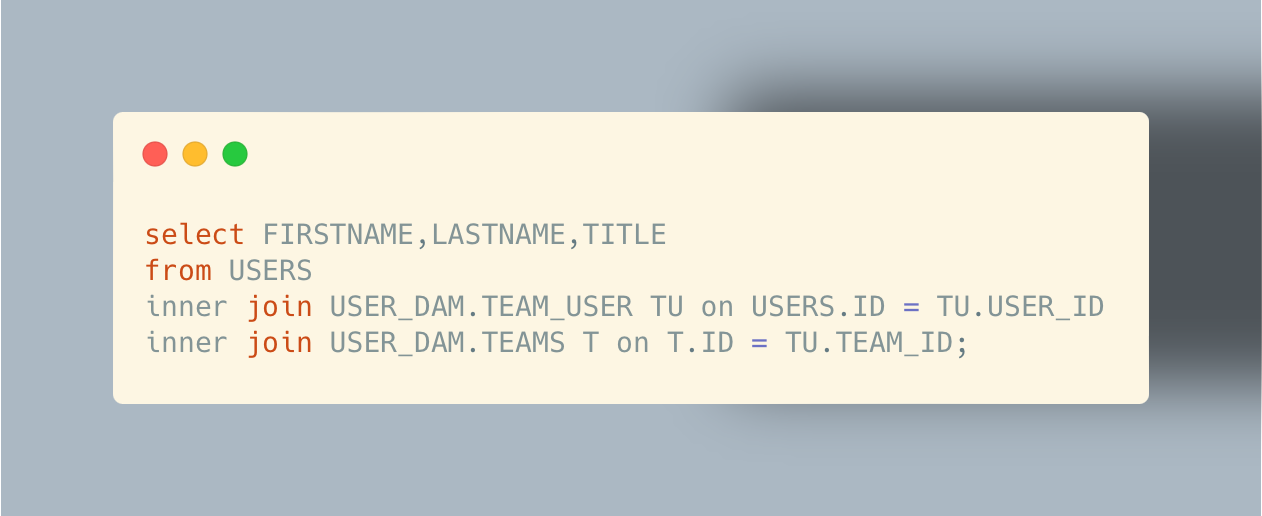 select FIRSTNAME,LASTNAME,TITLE
from USERS
inner join USER_DAM.TEAM_USER TU on USERS.ID = TU.USER_ID
inner join USER_DAM.TEAMS T on T.ID = TU.TEAM_ID;